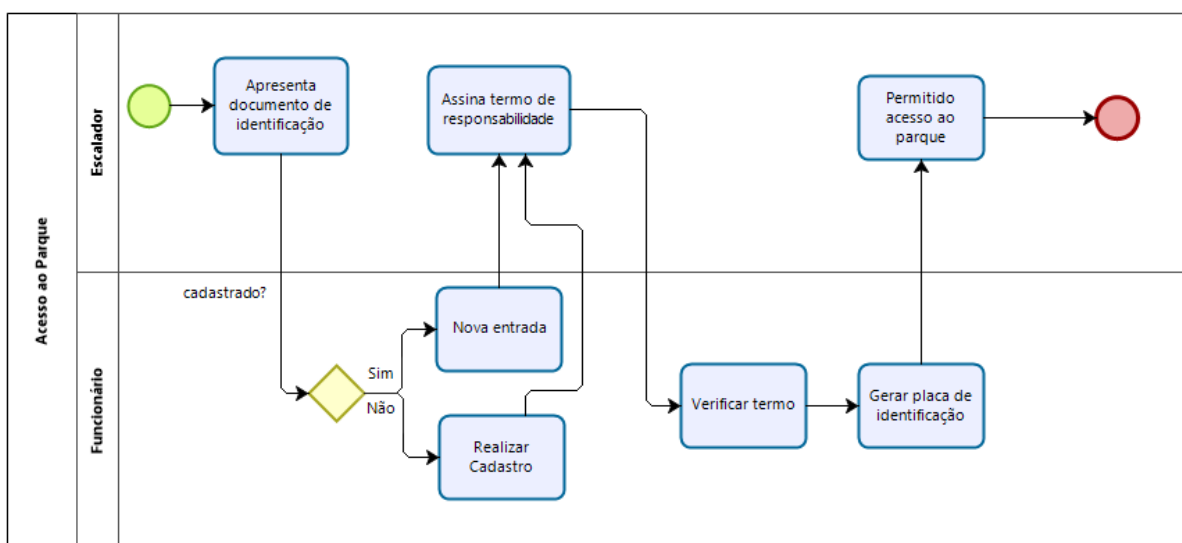 Acesso ao Parque
Escalador
Apresenta
documento de
identificação
Assina termo de
responsabilidade
Permitido
acesso ao
parque
Funcionário
cadastrado?
Sim
Não
Nova entrada
Realizar
Cadastro
Verificar termo
Gerar placa de
identificação